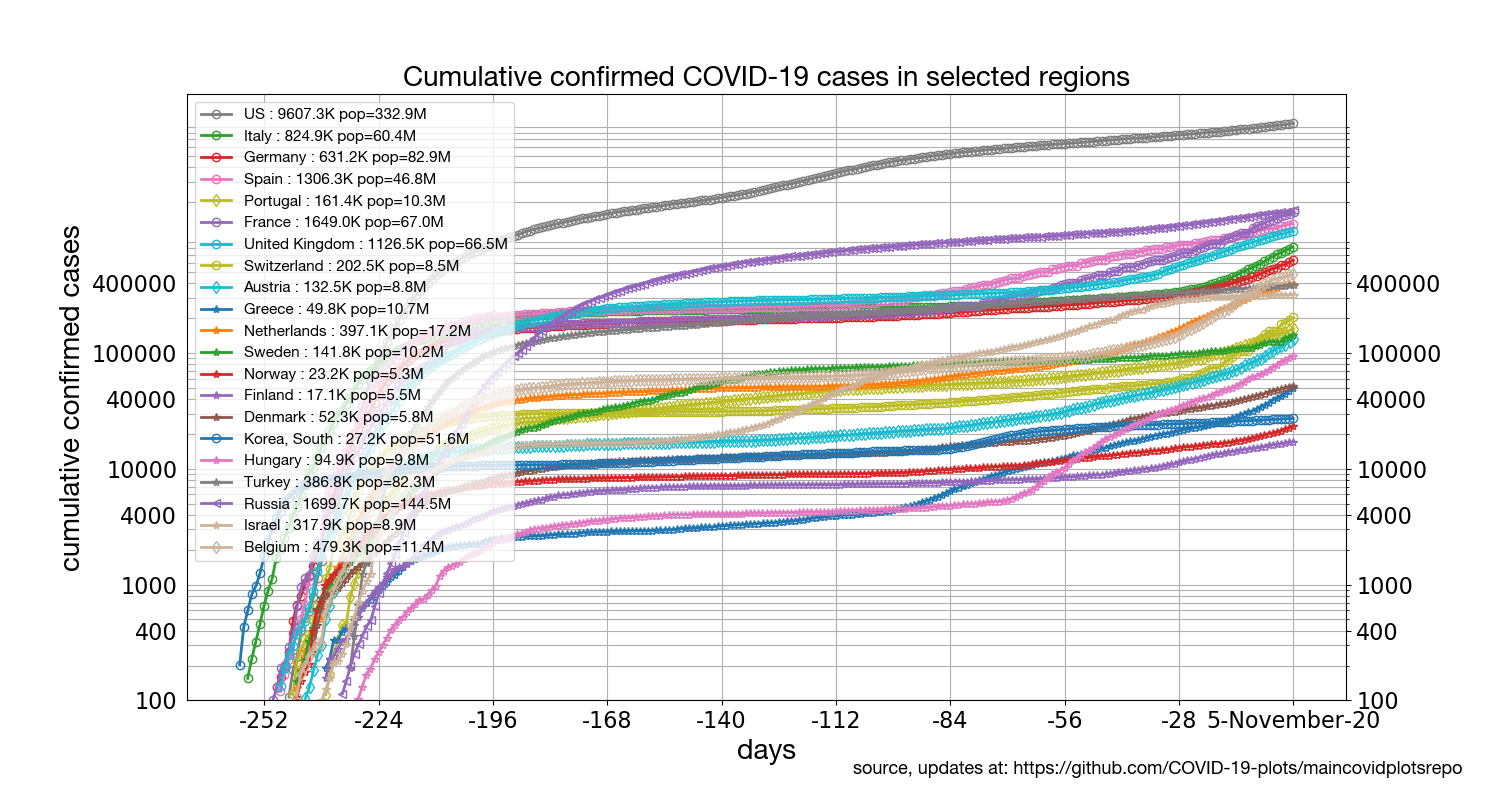 Cumulative confirmed COVID-19 cases in selected regions
US : 9607.3K pop=332.9M
Italy : 824.9K pop=60.4M
Germany : 631.2K pop=82.9M
Spain : 1306.3K pop=46.8M
Portugal : 161.4K pop=10.3M
France : 1649.0K pop=67.0M
United Kingdom : 1126.5K pop=66.5M
Switzerland : 202.5K pop=8.5M
Austria : 132.5K pop=8.8M
Greece : 49.8K pop=10.7M
Netherlands : 397.1K pop=17.2M
Sweden : 141.8K pop=10.2M
Norway : 23.2K pop=5.3M
Finland : 17.1K pop=5.5M
Denmark : 52.3K pop=5.8M
Korea, South : 27.2K pop=51.6M
Hungary : 94.9K pop=9.8M
Turkey : 386.8K pop=82.3M
Russia : 1699.7K pop=144.5M
Israel : 317.9K pop=8.9M
Belgium : 479.3K pop=11.4M
cumulative confirmed cases
400000
100000
40000
10000
4000
1000
400
100
400000
100000
40000
10000
4000
1000
400
100
-252 -224 -196 -168 -140 -112 -84 -56 -28 5-November-20
days
source, updates at: https://github.com/COVID-19-plots/maincovidplotsrepo